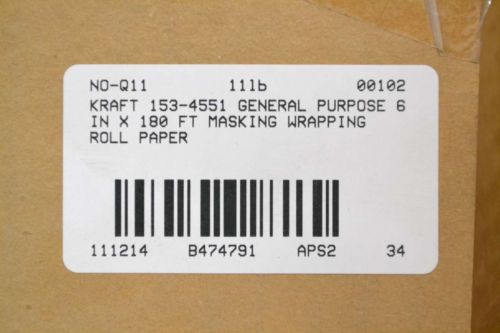 NO-Q11 11lb 00102
KRAFT 153-4551 GENERAL PURPOSE 6
IN X 180 FT MASKING WRAPPING
ROLL PAPER
111214 B474791 APS2 34